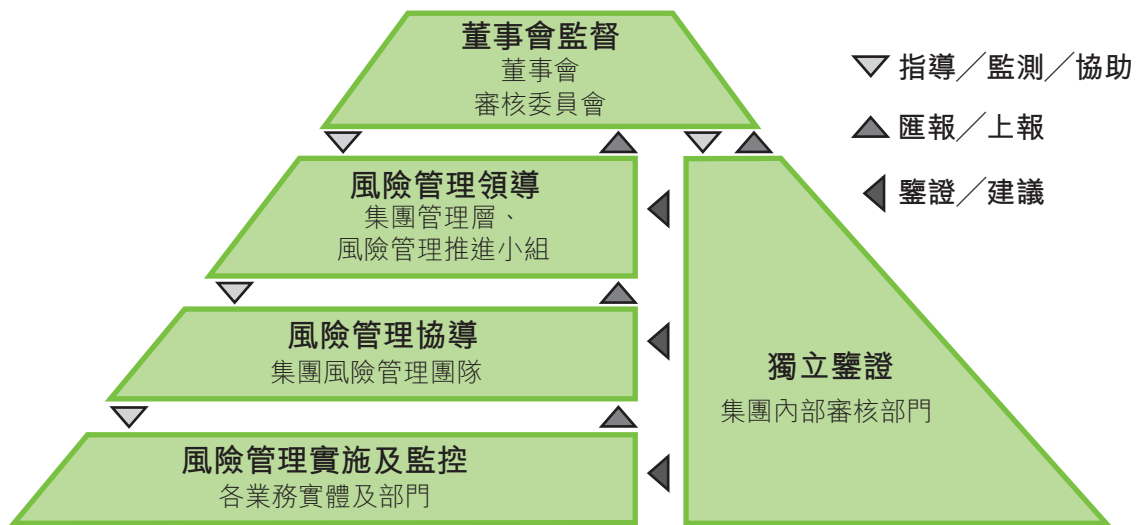 董事會監督
董事會
審核委員會
指導／監測／協助
匯報／上報
鑒證／建議
風險管理領導
集團管理層、
風險管理推進小組
風險管理協導
集團風險管理團隊
風險管理實施及監控
各業務實體及部門
獨立鑒證
集團內部審核部門